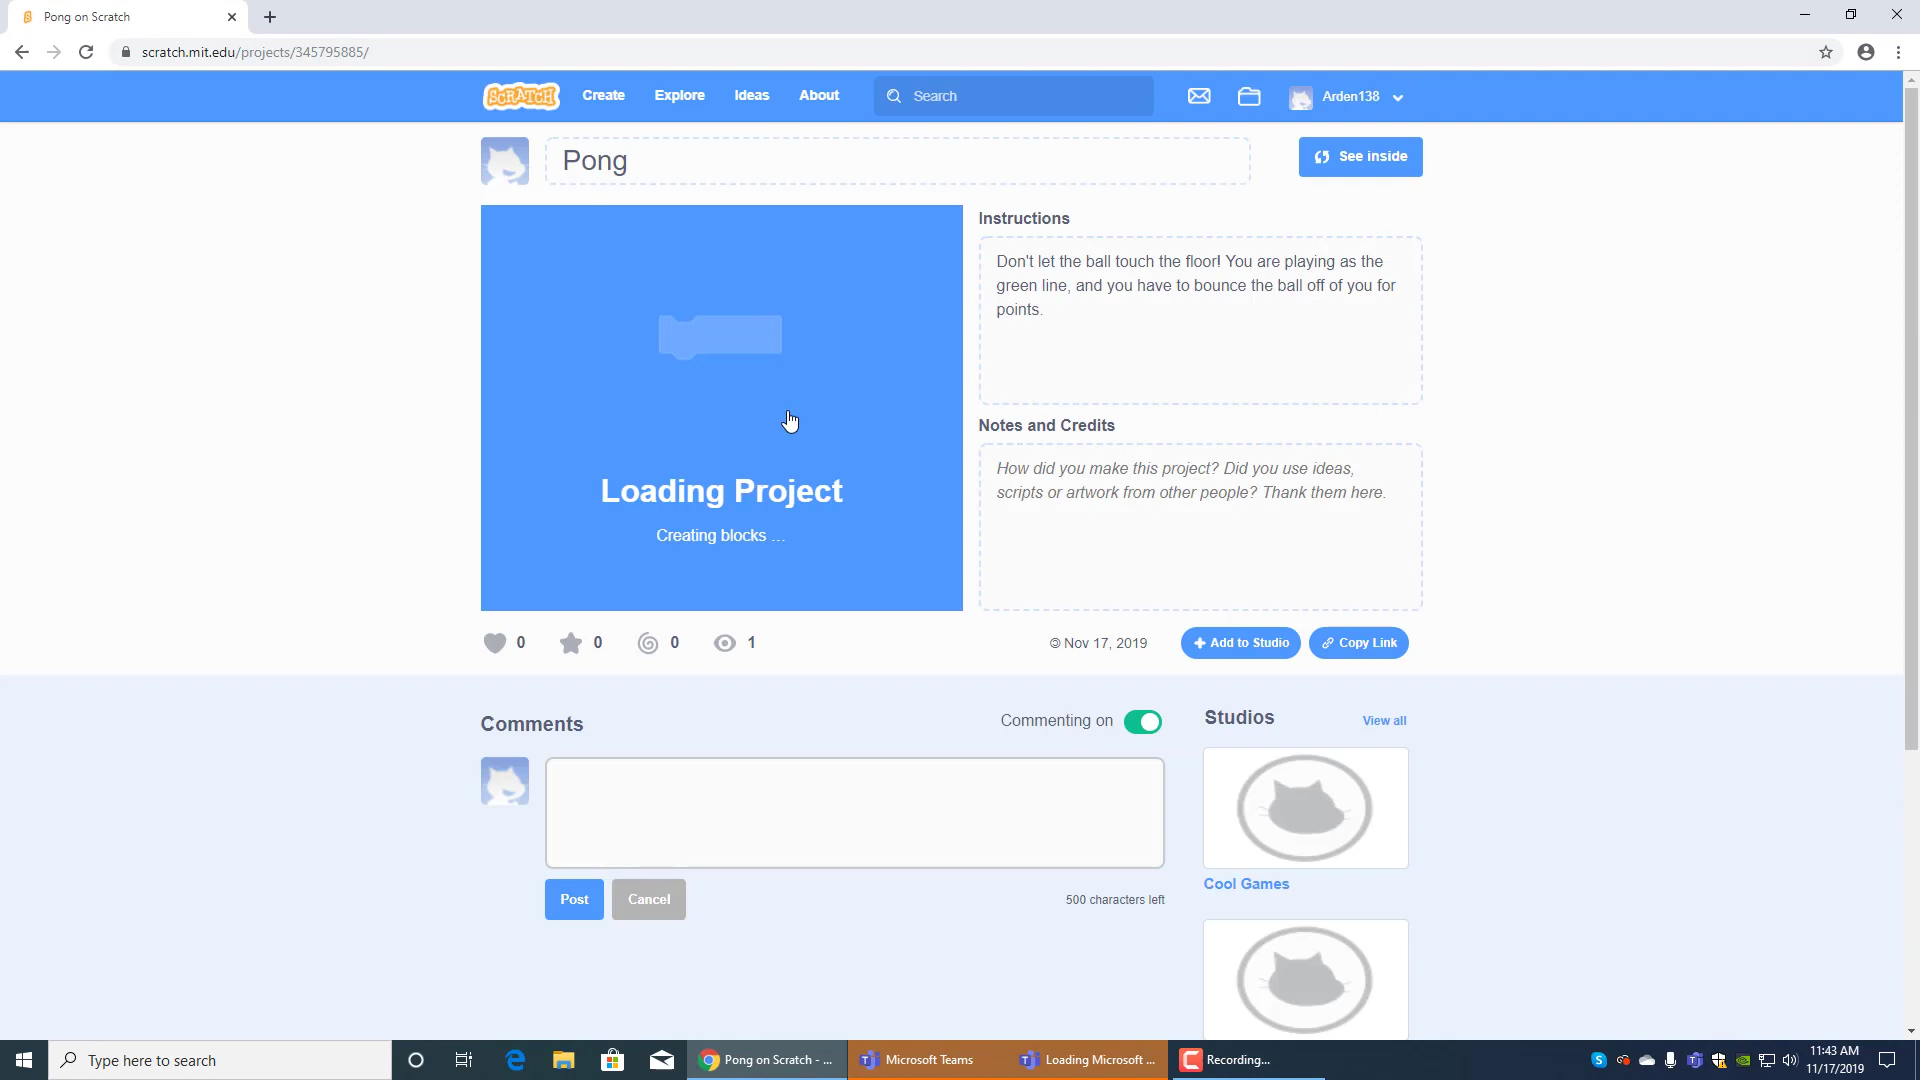 Pong on Scratch
scratch.mit.edu/projects/345795885/
SCRATCH
Create
Explore
Ideas
About
Search
Arden138
Pong
See inside
Loading Project
Creating blocks …
Instructions
Don't let the ball touch the floor! You are playing as the
green line, and you have to bounce the ball off of you for
points.
Notes and Credits
How did you make this project? Did you use ideas,
scripts or artwork from other people? Thank them here.
0
0
0
1
© Nov 17, 2019
Add to Studio
Copy Link
Comments
Commenting on
Post
Cancel
500 characters left
Studios
View all
Cool Games
Type here to search
Pong on Scratch - ...
Microsoft Teams
Loading Microsoft ...
Recording...
11:43 AM
11/17/2019